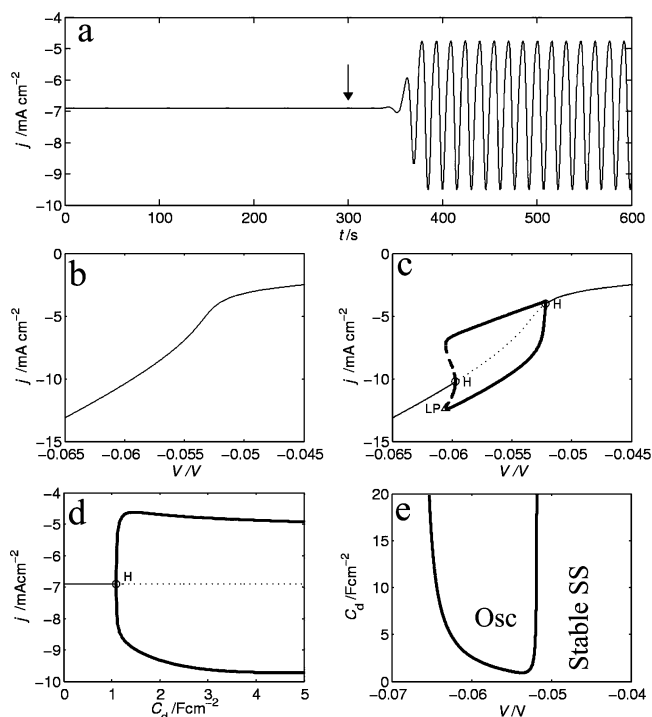 a
-4
-5
-6
-7
-8
-9
-10
j /mA cm-2
0 100 200 300 400 500 600
t/s
b
0
-5
-10
-15
j /mA cm-2
-0.065 -0.06 -0.055 -0.05 -0.045
V /V
c
0
-5
-10
-15
j /mA cm-2
H
H
LP
-0.065 -0.06 -0.055 -0.05 -0.045
V /V
d
-4
-5
-6
-7
-8
-9
-10
j /mAcm-2
H
0 1 2 3 4 5
Cd /Fcm-2
e
20
15
10
5
0
Cd /Fcm-2
Osc
Stable SS
-0.07 -0.06 -0.05 -0.04
V /V